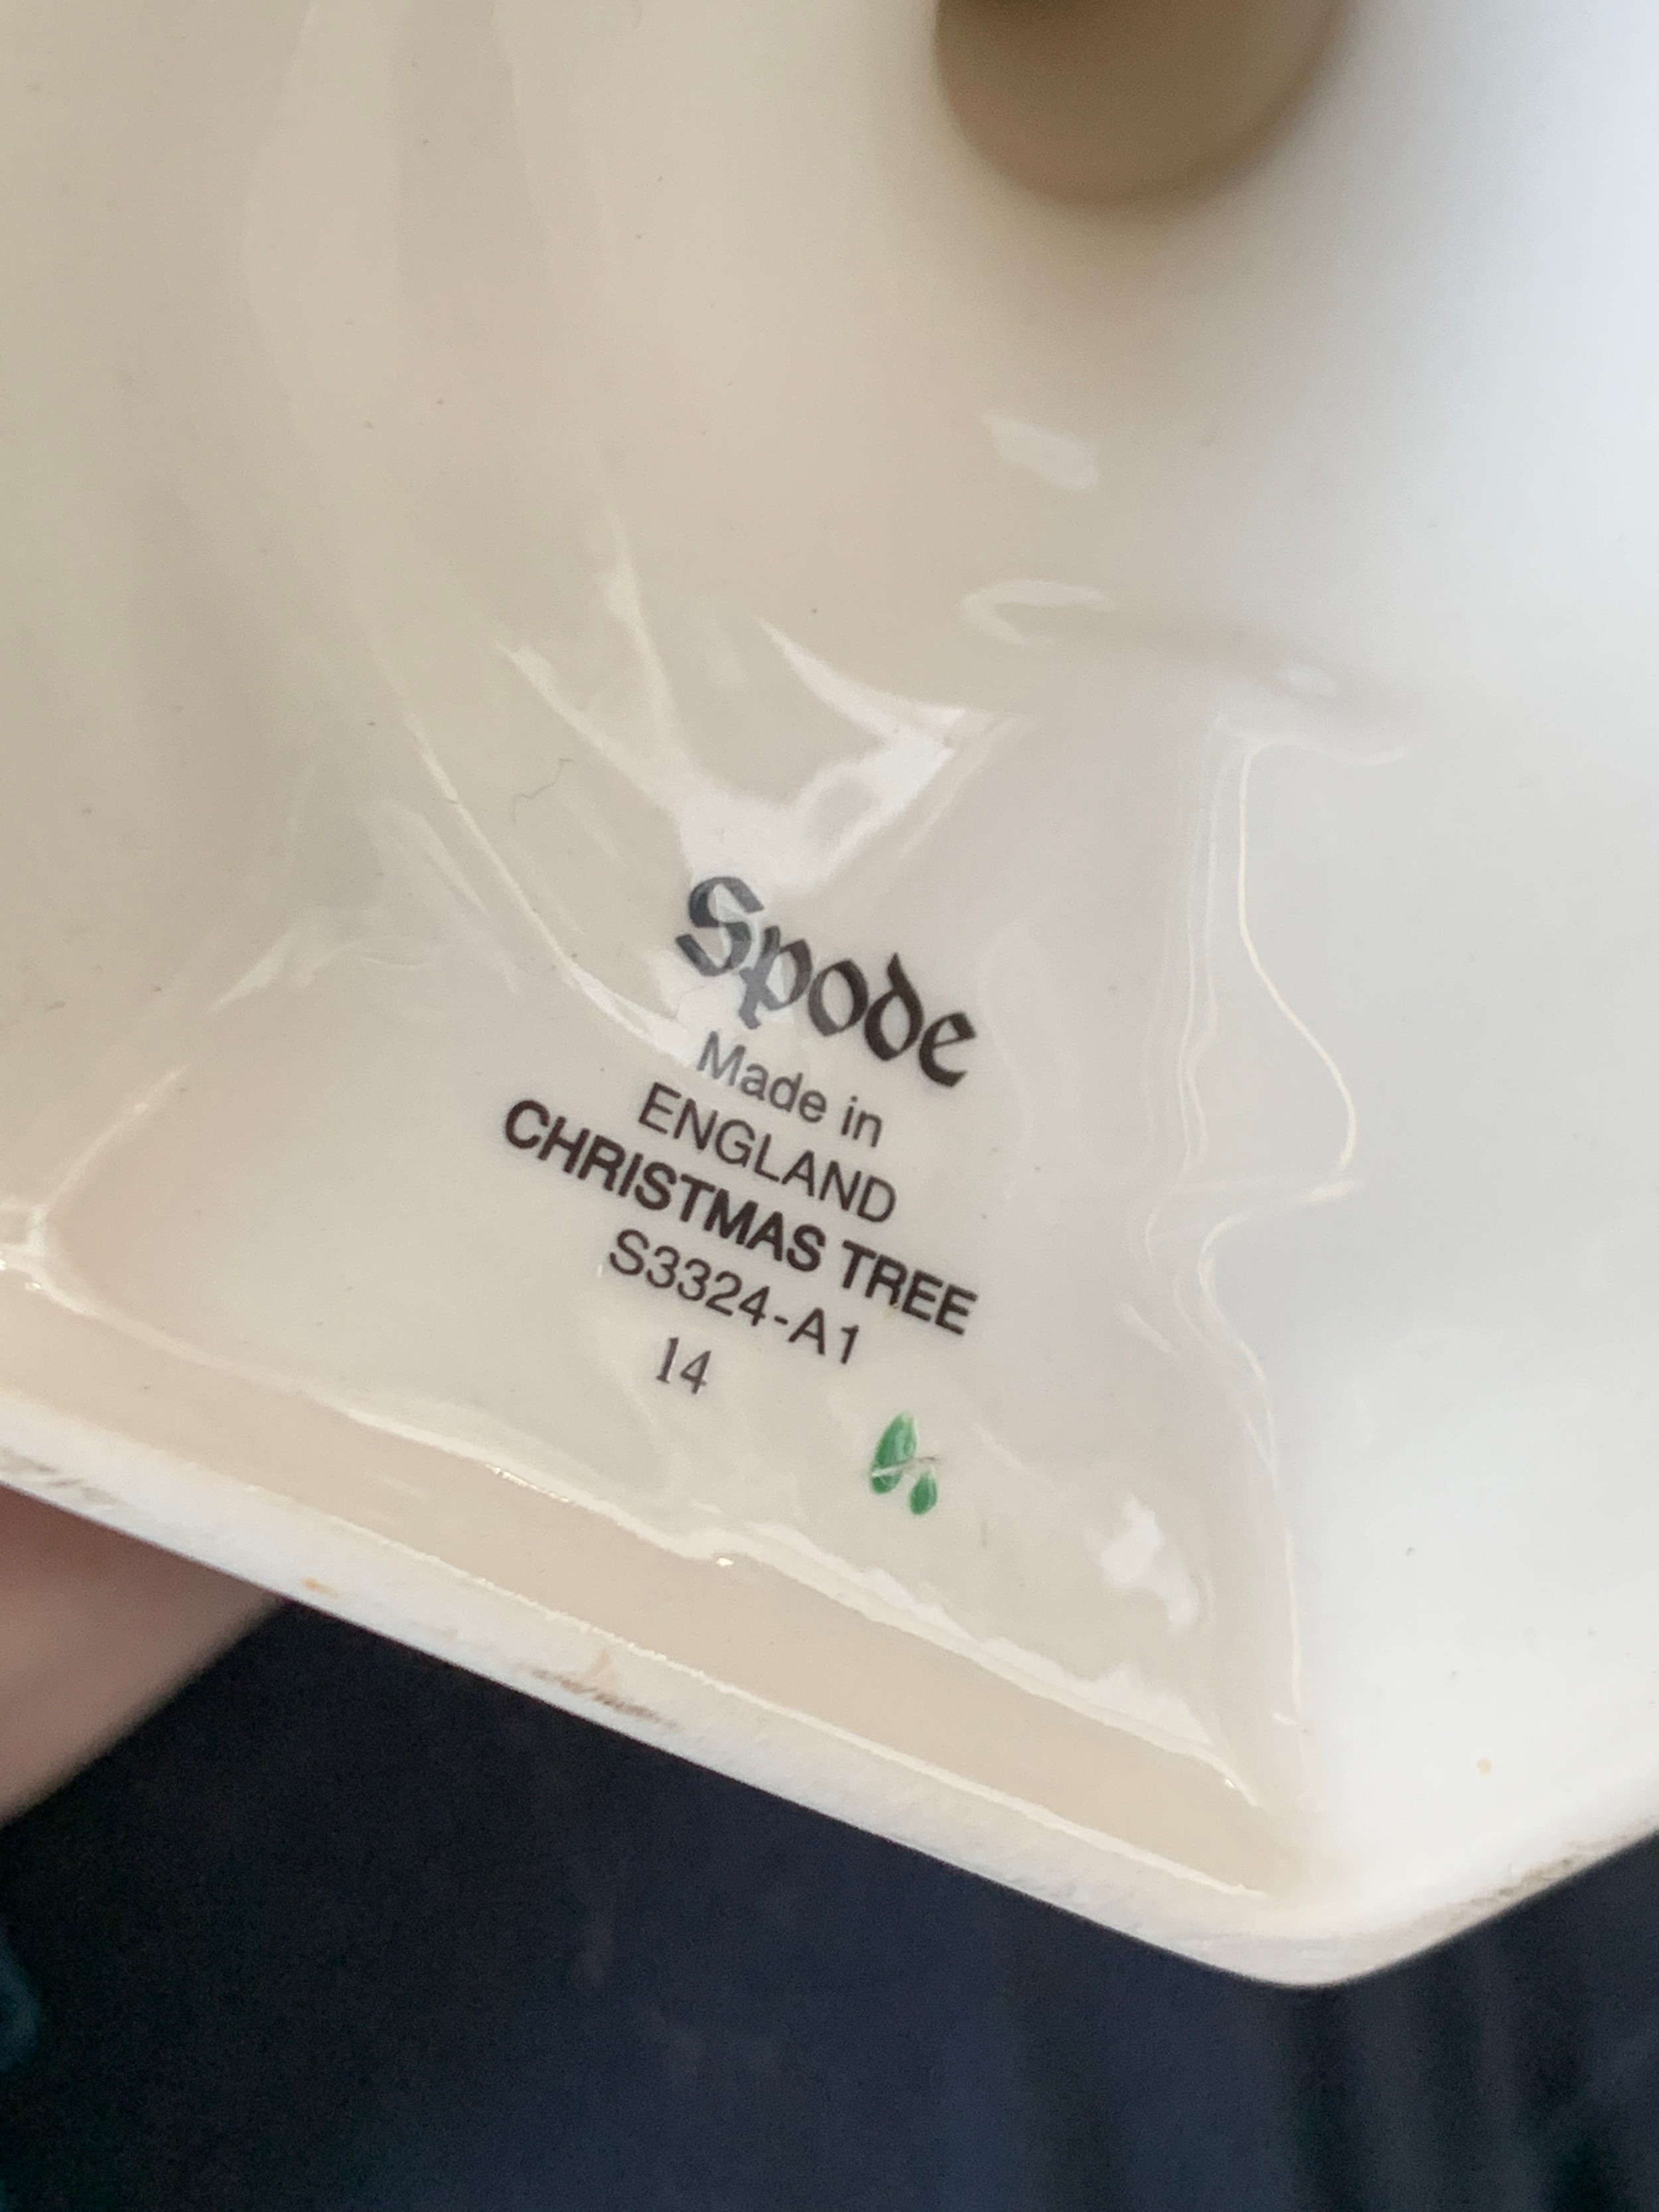 Spode
Made in
ENGLAND
CHRISTMAS TREE
S3324-A1
14